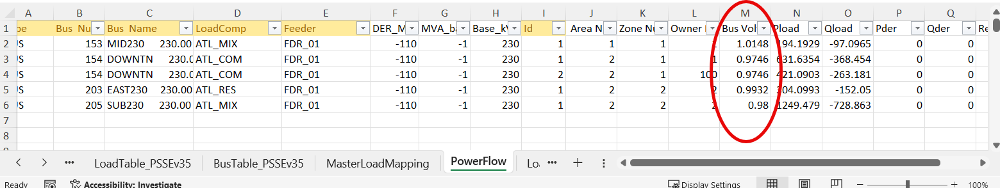 A B C D E F G H I J K L M N O P Q
1 pe Bus Nu Bus Name LoadComp Feeder DER_M MVA_ba Base_kV Id Area N Zone Nu Owner Bus Vol Pload Qload Pder Qder Re
2 JS 153 MID230 230.00 ATL_MIX FDR_01 -110 -1 230 1 1 1 1 1.0148 194.1929 -97.0965 0 0
3 JS 154 DOWNTN 230.0 ATL_COM FDR_01 -110 -1 230 1 2 1 1 0.9746 631.6354 -368.454 0 0
4 JS 154 DOWNTN 230.0 ATL_COM FDR_01 -110 -1 230 2 2 1 100 0.9746 421.0903 -263.181 0 0
5 JS 203 EAST230 230.00 ATL_RES FDR_01 -110 -1 230 1 2 2 2 0.9932 304.0993 -152.05 0 0
6 JS 205 SUB230 230.00 ATL_MIX FDR_01 -110 -1 230 1 2 2 2 0.98 1249.479 -728.863 0 0
7
8
LoadTable_PSSEv35 BusTable_PSSEv35 MasterLoadMapping PowerFlow Lo
Ready Accessibility: Investigate Display Settings 100%